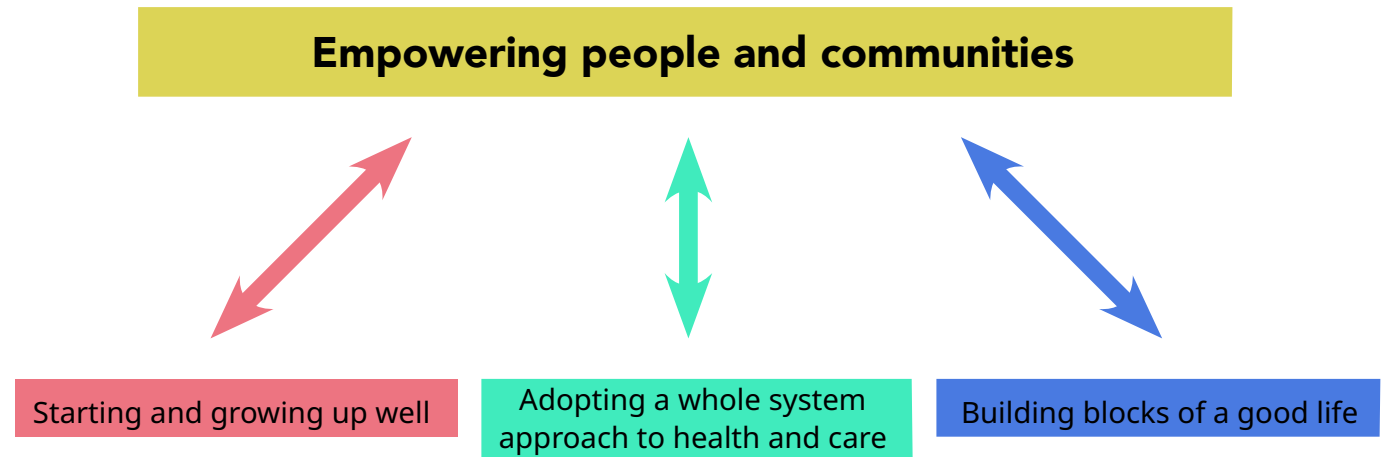 Empowering people and communities
Starting and growing up well
Adopting a whole system
approach to health and care
Building blocks of a good life